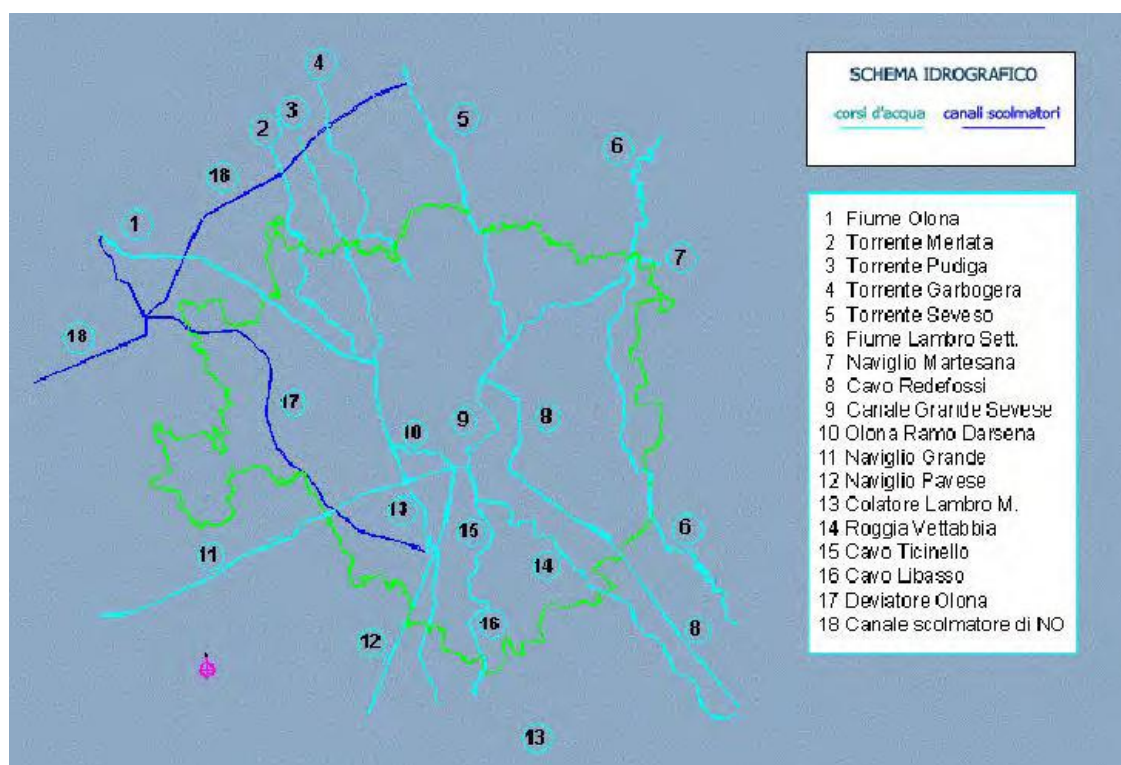 SCHEMA IDROGRAFICO
corsi d'acqua canali scolmatori
1 Fiume Olona
2 Torrente Merlata
3 Torrente Pudiga
4 Torrente Garbogera
5 Torrente Seveso
6 Fiume Lambro Sett.
7 Naviglio Martesana
8 Cavo Redefossi
9 Canale Grande Sevese
10 Olona Ramo Darsena
11 Naviglio Grande
12 Naviglio Pavese
13 Colatore Lambro M.
14 Roggia Vettabbia
15 Cavo Ticinello
16 Cavo Libasso
17 Deviatore Olona
18 Canale scolmatore di NO
4
3
5
2
6
18
1
7
18
17
9
8
10
13
15
6
11
14
16
8
12
13